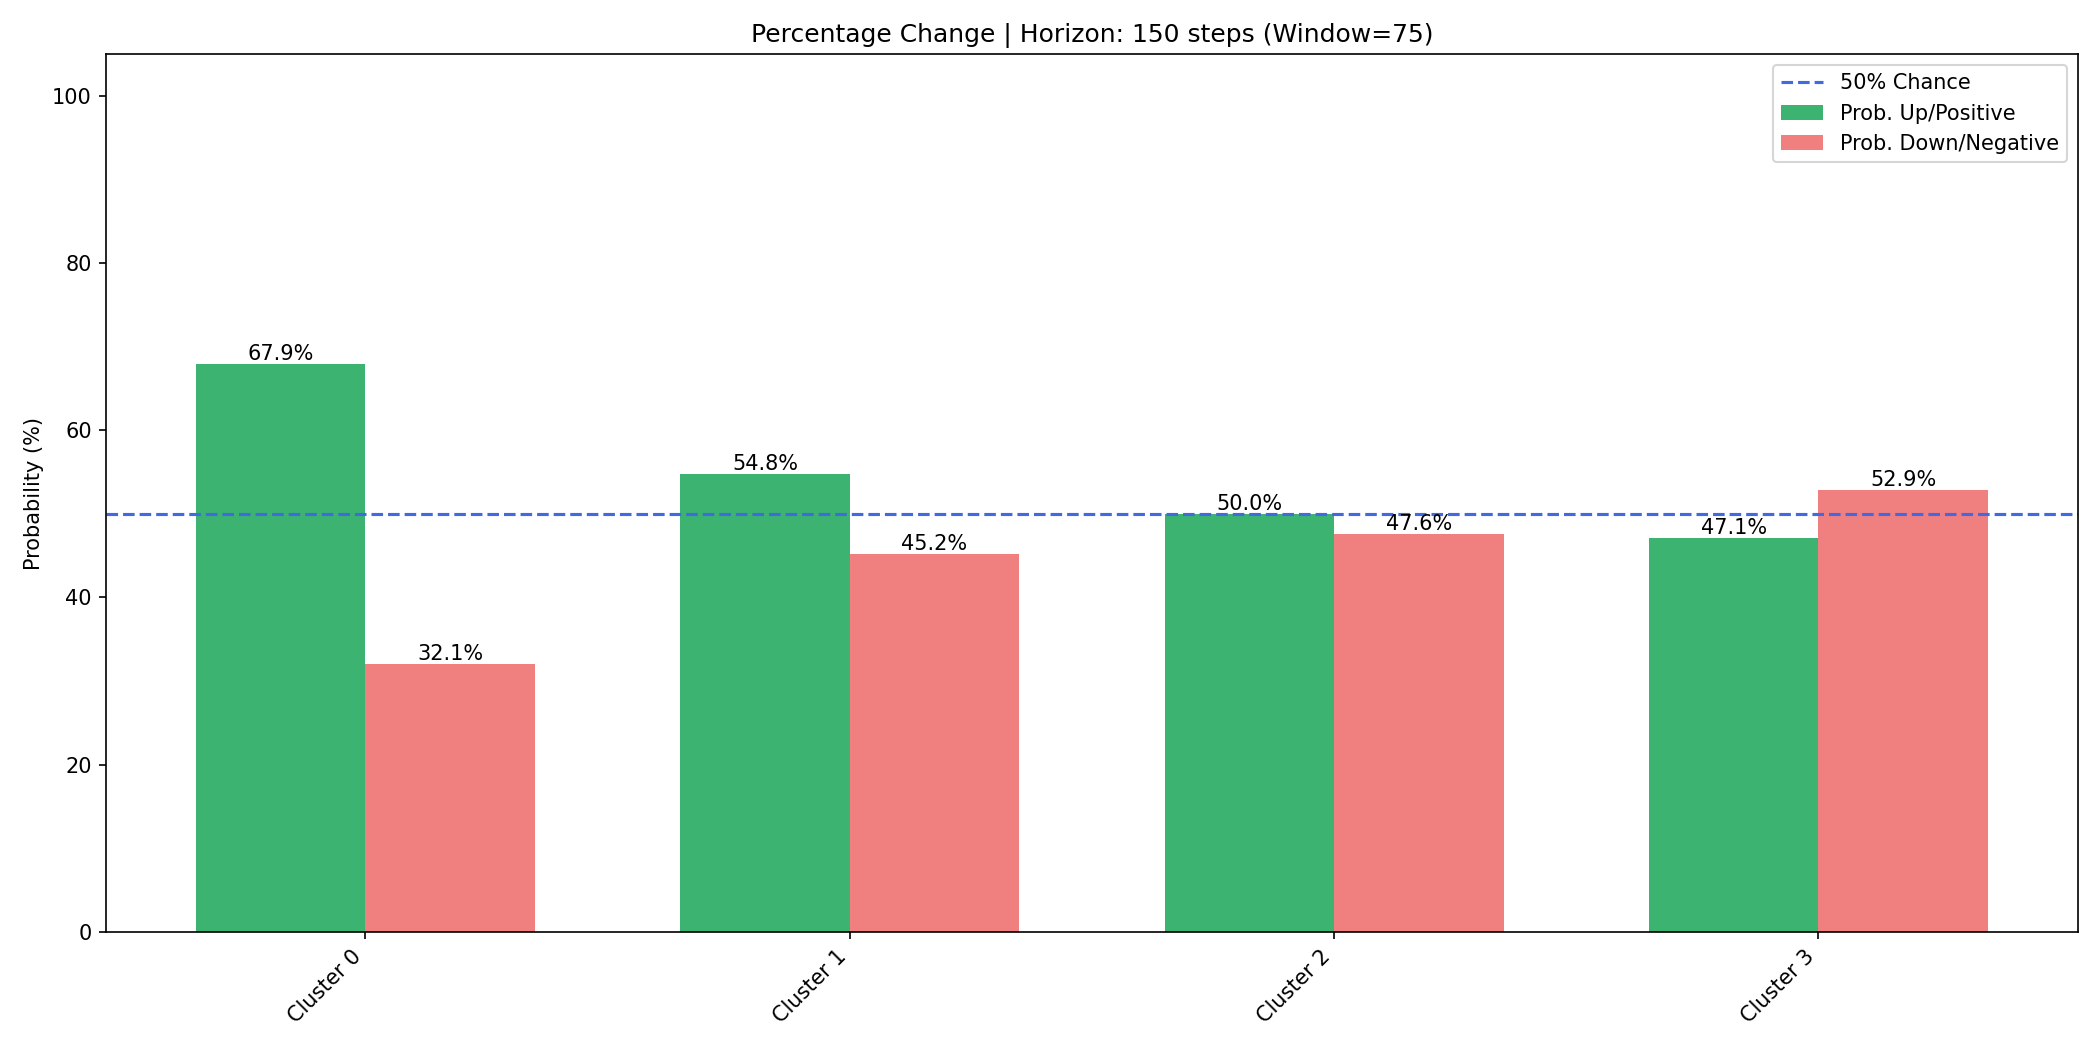 Percentage Change | Horizon: 150 steps (Window=75)
50% Chance
Prob. Up/Positive
Prob. Down/Negative
Probability (%)
100
80
60
40
20
0
67.9%
32.1%
54.8%
45.2%
50.0%
47.6%
47.1%
52.9%
Cluster 0
Cluster 1
Cluster 2
Cluster 3